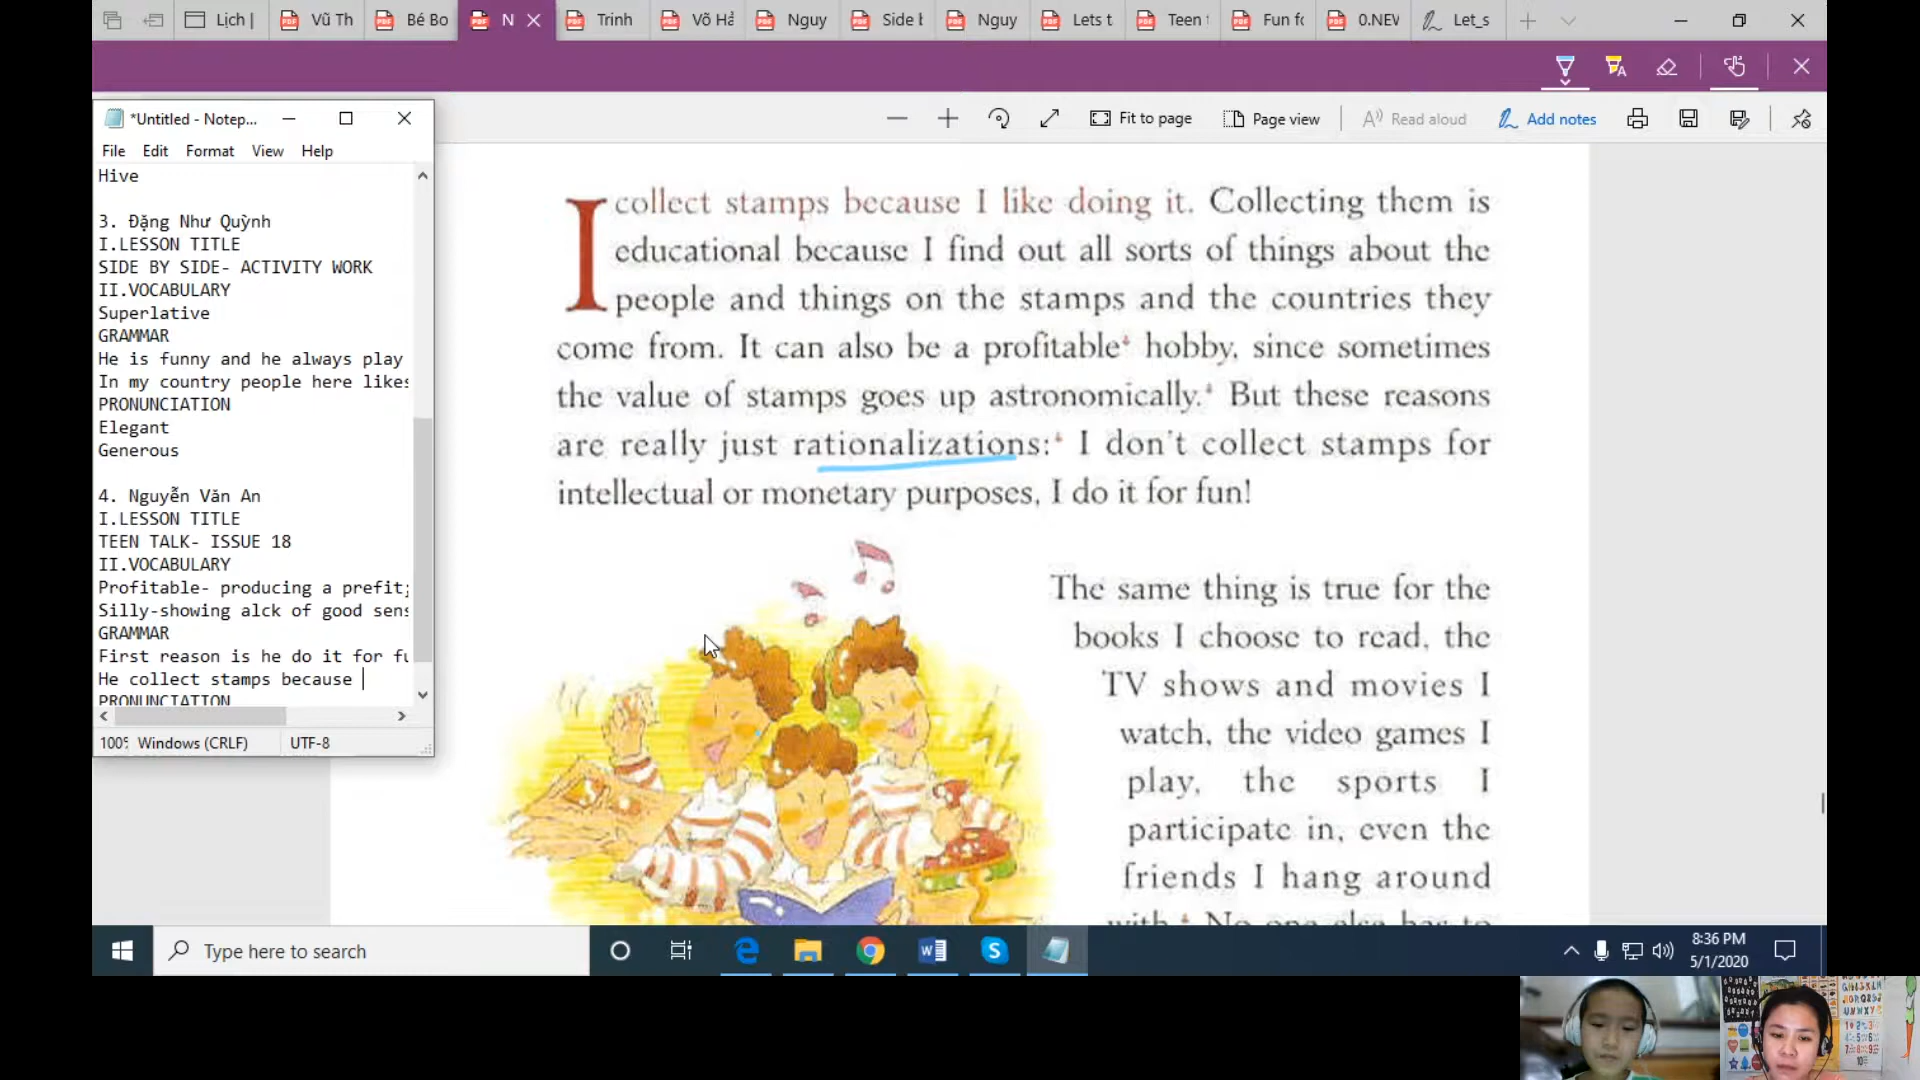 Lịch |
Vũ Th
Bé Bo
N
Trinh
Võ Hả
Nguy
Side b
Nguy
Lets t
Teen t
Fun fo
0.NEV
Let_s
*Untitled - Notep...
Fit to page
Page view
Read aloud
Add notes
File Edit Format View Help
Hive
3. Đặng Như Quỳnh
I.LESSON TITLE
SIDE BY SIDE- ACTIVITY WORK
II.VOCABULARY
Superlative
GRAMMAR
He is funny and he always play
In my country people here likes
PRONUNCIATION
Elegant
Generous
4. Nguyễn Văn An
I.LESSON TITLE
TEEN TALK- ISSUE 18
II.VOCABULARY
Profitable- producing a prefit;
Silly-showing alck of good sens
GRAMMAR
First reason is he do it for fu
He collect stamps because
PRONUNCIATION
100% Windows (CRLF) UTF-8
I collect stamps because I like doing it. Collecting them is
educational because I find out all sorts of things about the
people and things on the stamps and the countries they
come from. It can also be a profitable* hobby, since sometimes
the value of stamps goes up astronomically.* But these reasons
are really just rationalizations:* I don't collect stamps for
intellectual or monetary purposes, I do it for fun!
The same thing is true for the
books I choose to read, the
TV shows and movies I
watch, the video games I
play, the sports I
participate in, even the
friends I hang around
with.* No one else has to
Type here to search
8:36 PM
5/1/2020